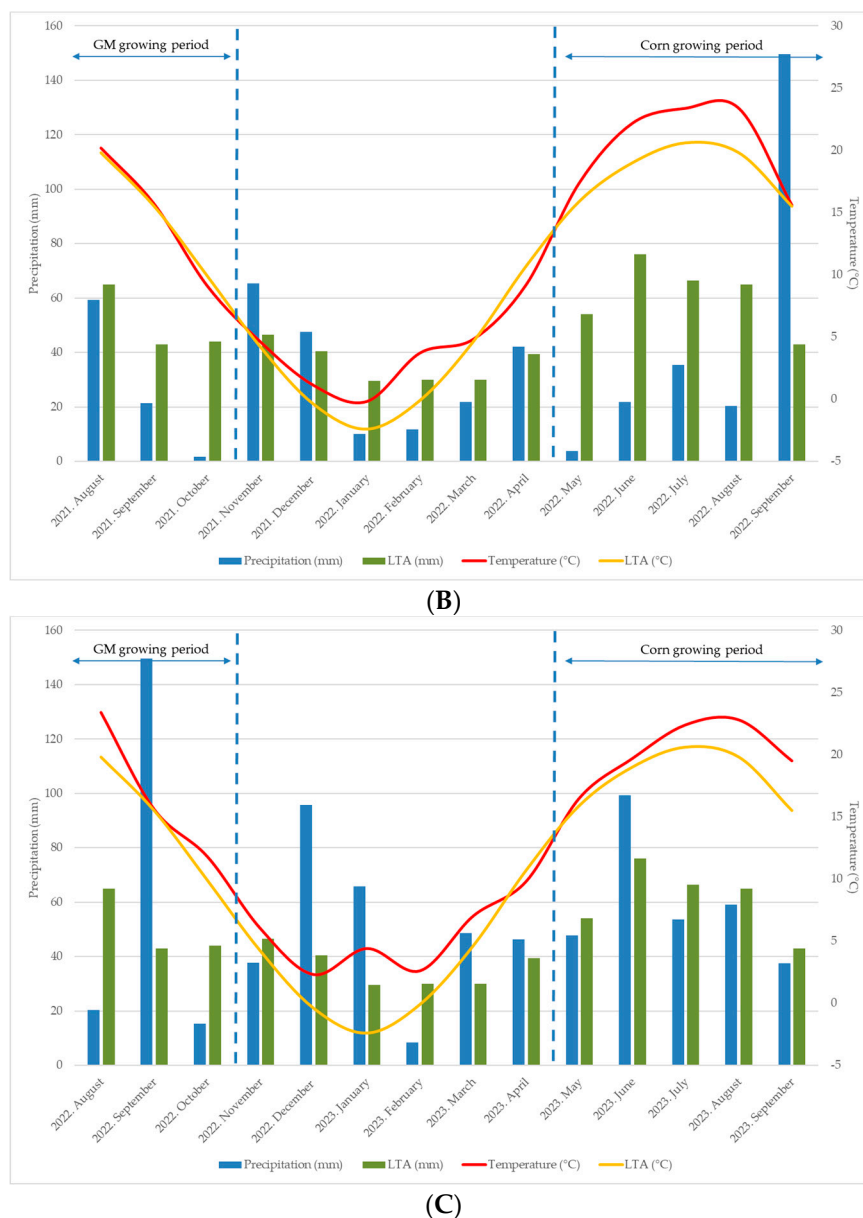 160
30
GM growing period
Corn growing period
140
25
120
20
100
15
80
10
60
5
40
0
20
0
-5
Precipitation (mm)
Temperature (°C)
2021. August
2021. September
2021. October
2021. November
2021. December
2022. January
2022. February
2022. March
2022. April
2022. May
2022. June
2022. July
2022. August
2022. September
Precipitation (mm) LTA (mm) Temperature (°C) LTA (°C)
(B)
160
30
GM growing period
Corn growing period
140
25
120
20
100
15
80
10
60
5
40
0
20
0
-5
Precipitation (mm)
Temperature (°C)
2022. August
2022. September
2022. October
2022. November
2022. December
2023. January
2023. February
2023. March
2023. April
2023. May
2023. June
2023. July
2023. August
2023. September
Precipitation (mm) LTA (mm) Temperature (°C) LTA (°C)
(C)